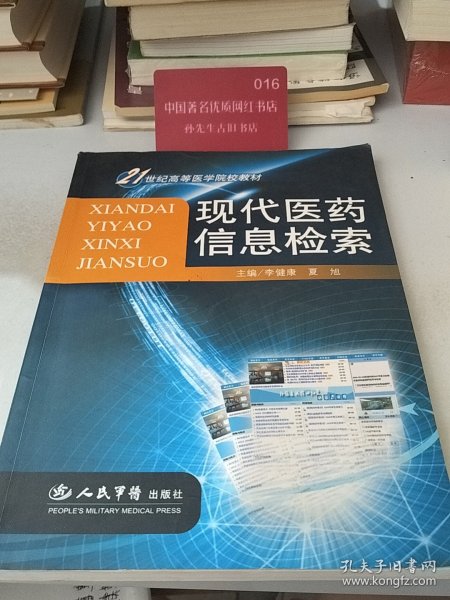 016
中国著名优质网红书店
孙先生古旧书店
21世纪高等医学院校教材
XIANDAI
YIYAO
XINXI
JIANSUO
现代医药
信息检索
主编/李健康 夏旭
人民军医出版社
PEOPLE'S MILITARY MEDICAL PRESS
孔夫子旧书网
www.kongfz.com